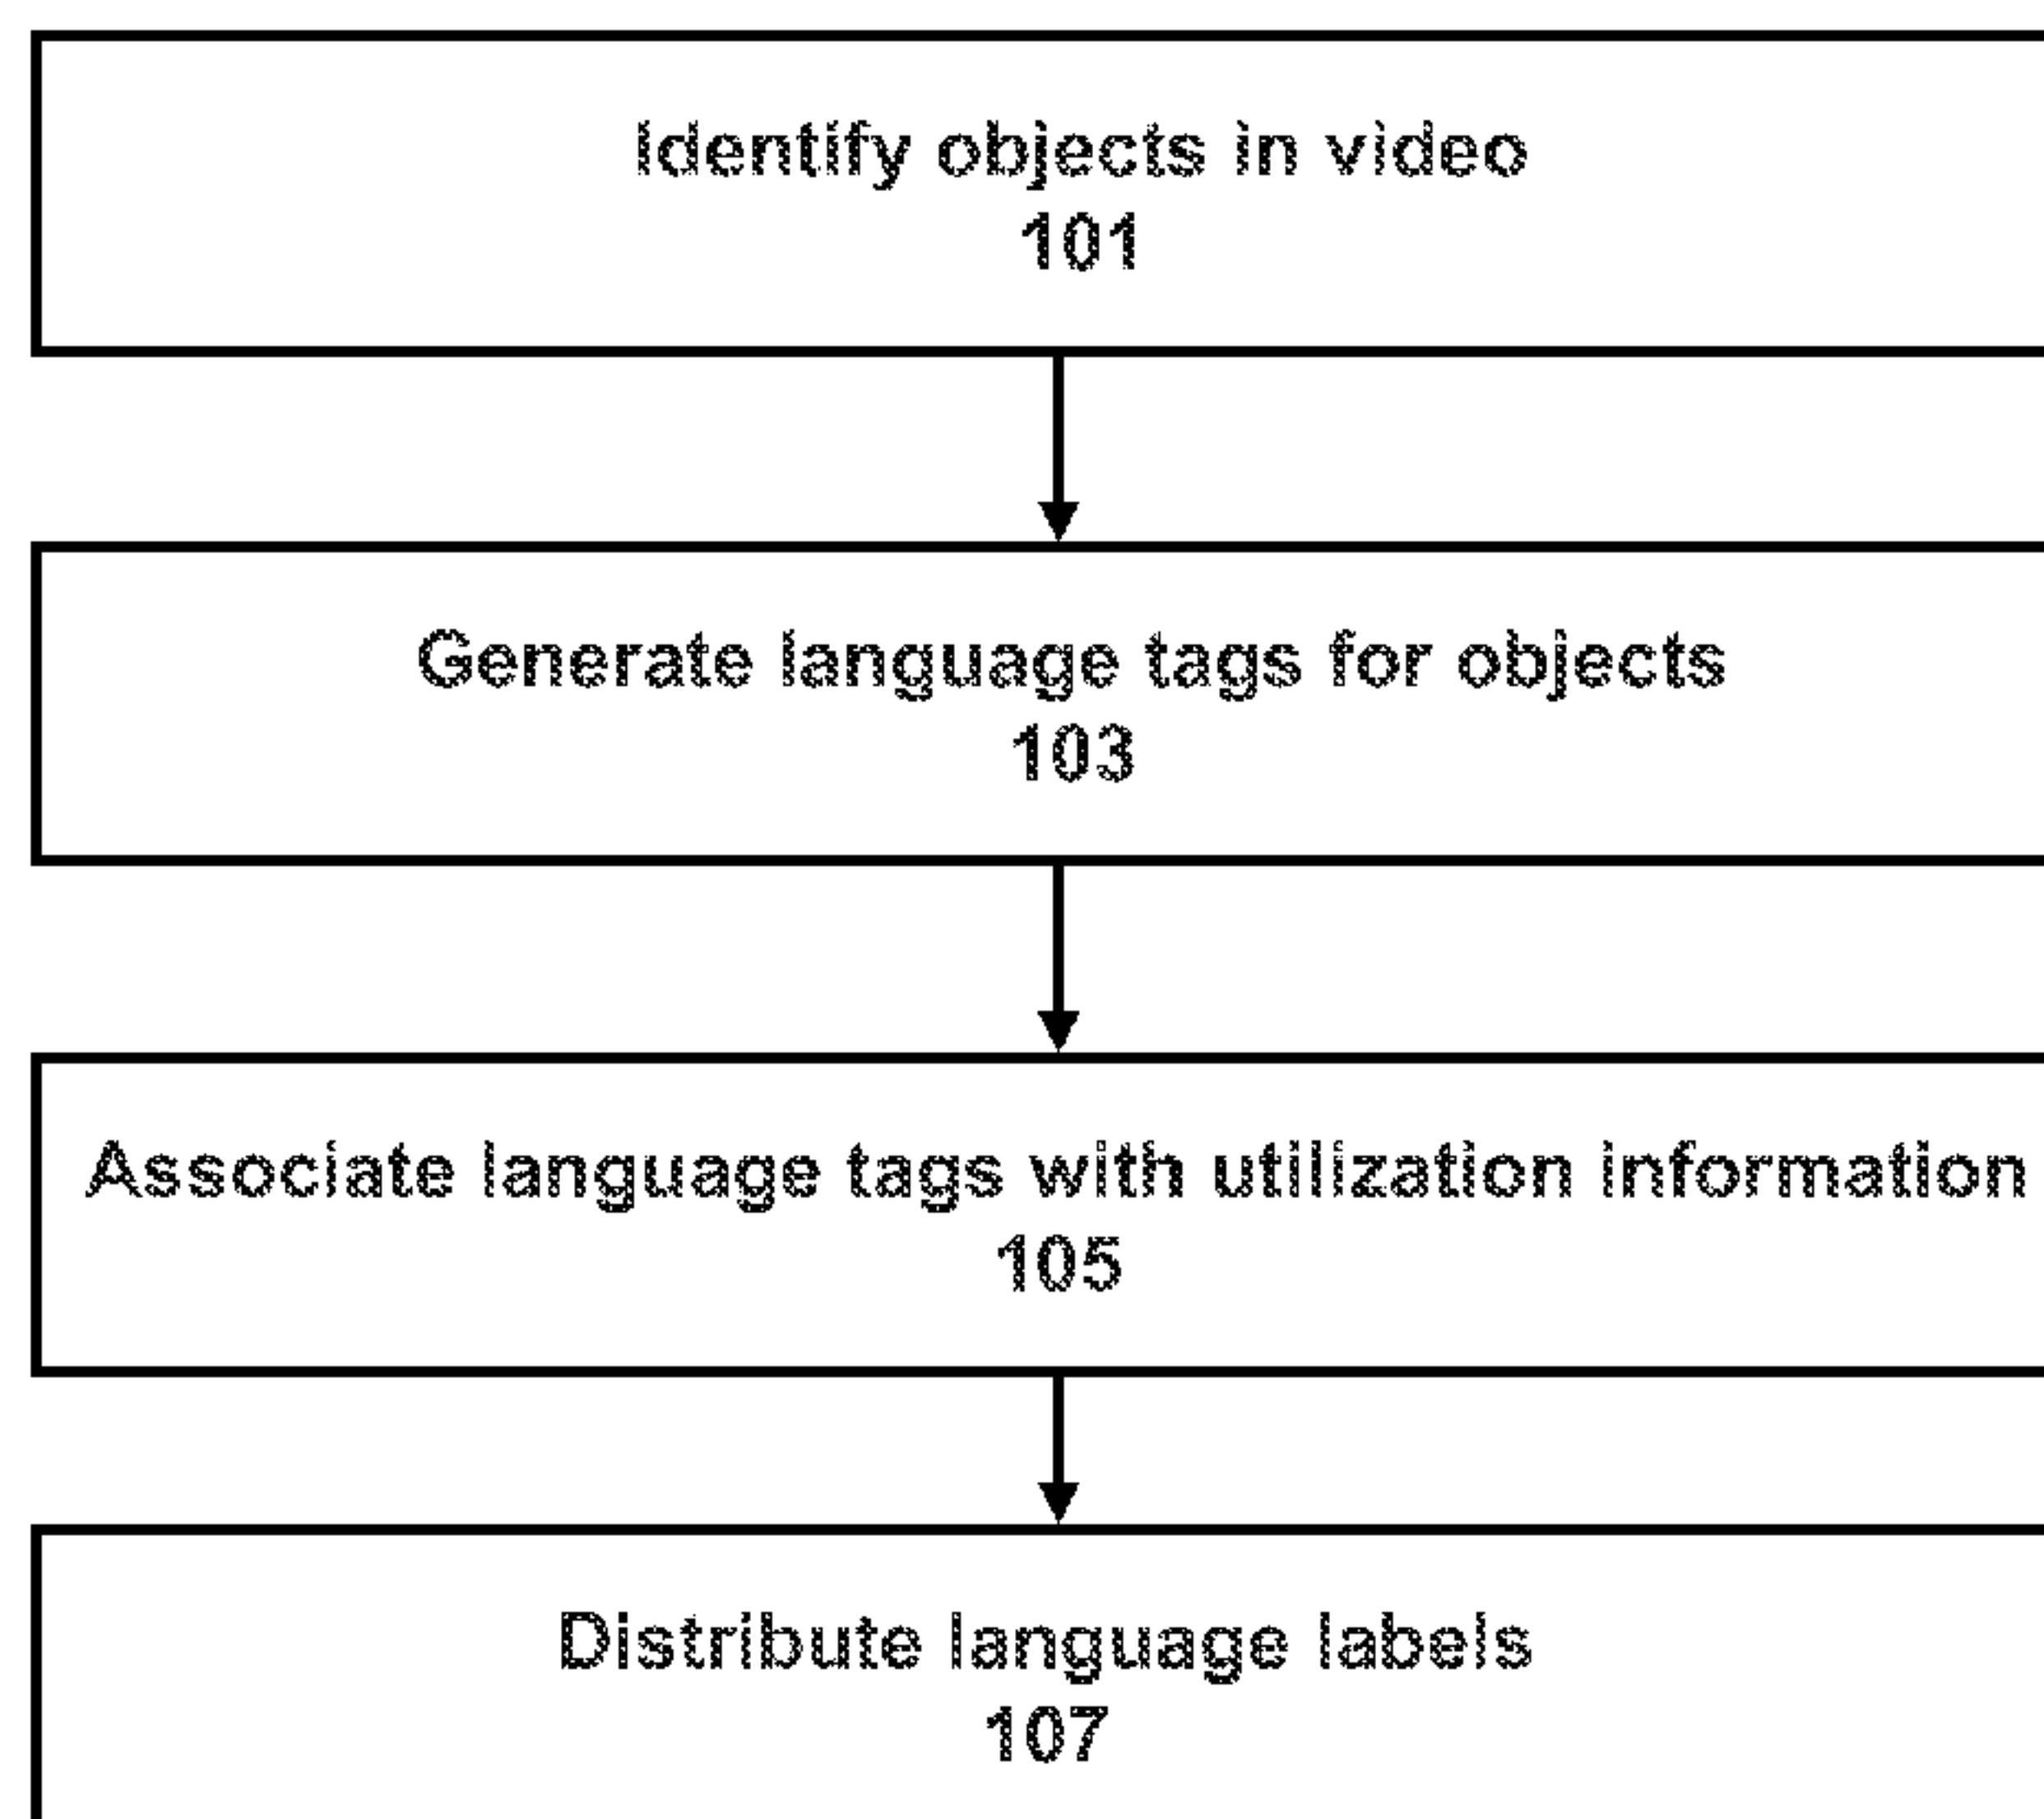 Identify objects in video
101
Generate language tags for objects
103
Associate language tags with utilization information
105
Distribute language labels
107